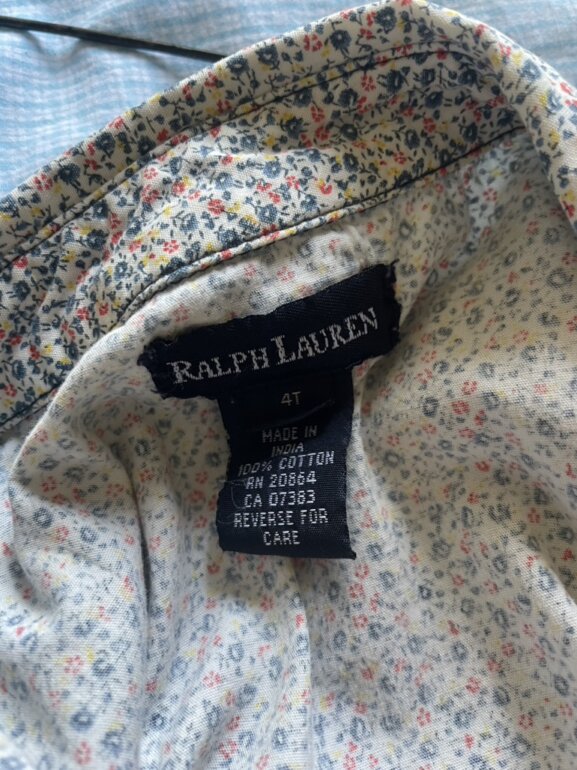 RALPH LAUREN
4T
MADE IN
INDIA
100% COTTON
RN 20864
CA 07383
REVERSE FOR
CARE